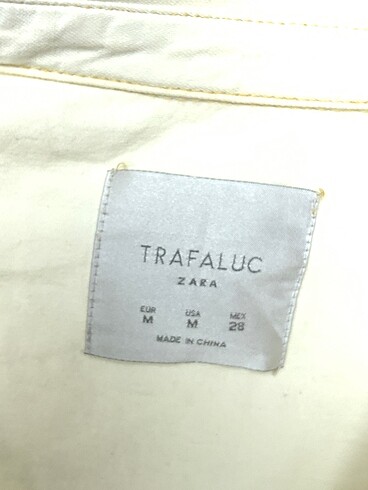 TRAFALUC
ZARA
EUR USA MEX
M M 28
MADE IN CHINA